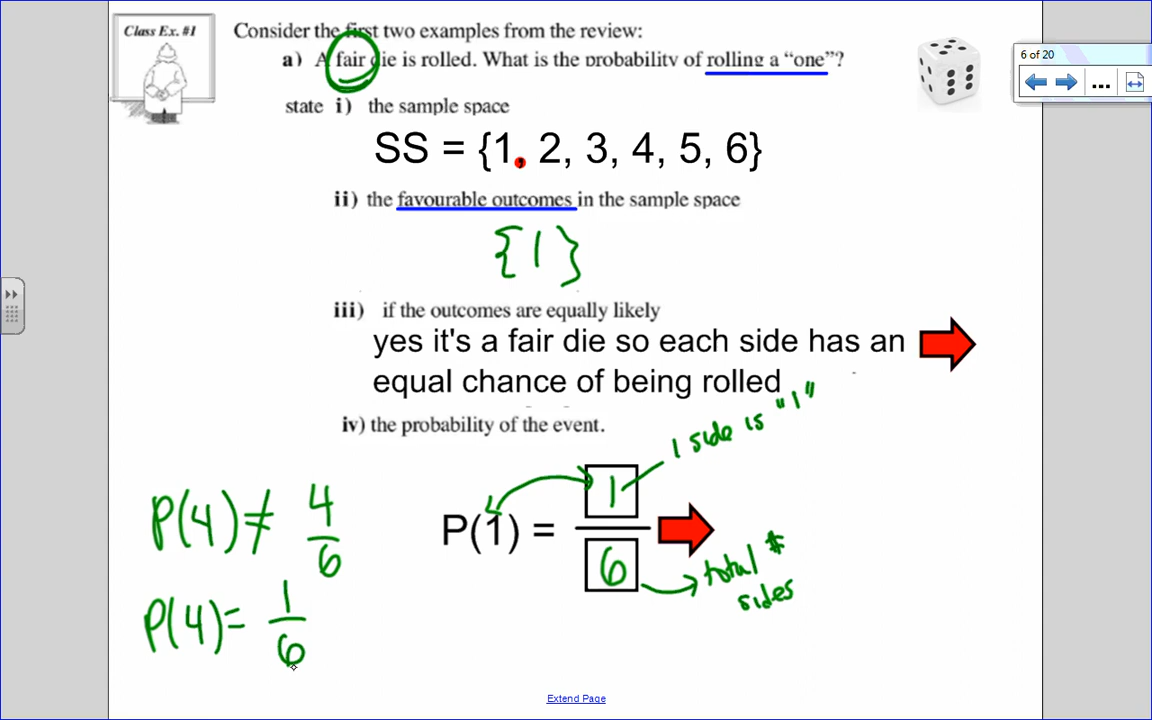 Class Ex. #1
Consider the first two examples from the review:
a) A fair die is rolled. What is the probability of rolling a “one”?
6 of 20
...
state i) the sample space
SS = {1, 2, 3, 4, 5, 6}
ii) the favourable outcomes in the sample space
{1}
iii) if the outcomes are equally likely
yes it's a fair die so each side has an
equal chance of being rolled
iv) the probability of the event.
1 side is "1"
P(4) ≠ 4/6
P(1) = 1/6
total #
sides
P(4) = 1/6
Extend Page